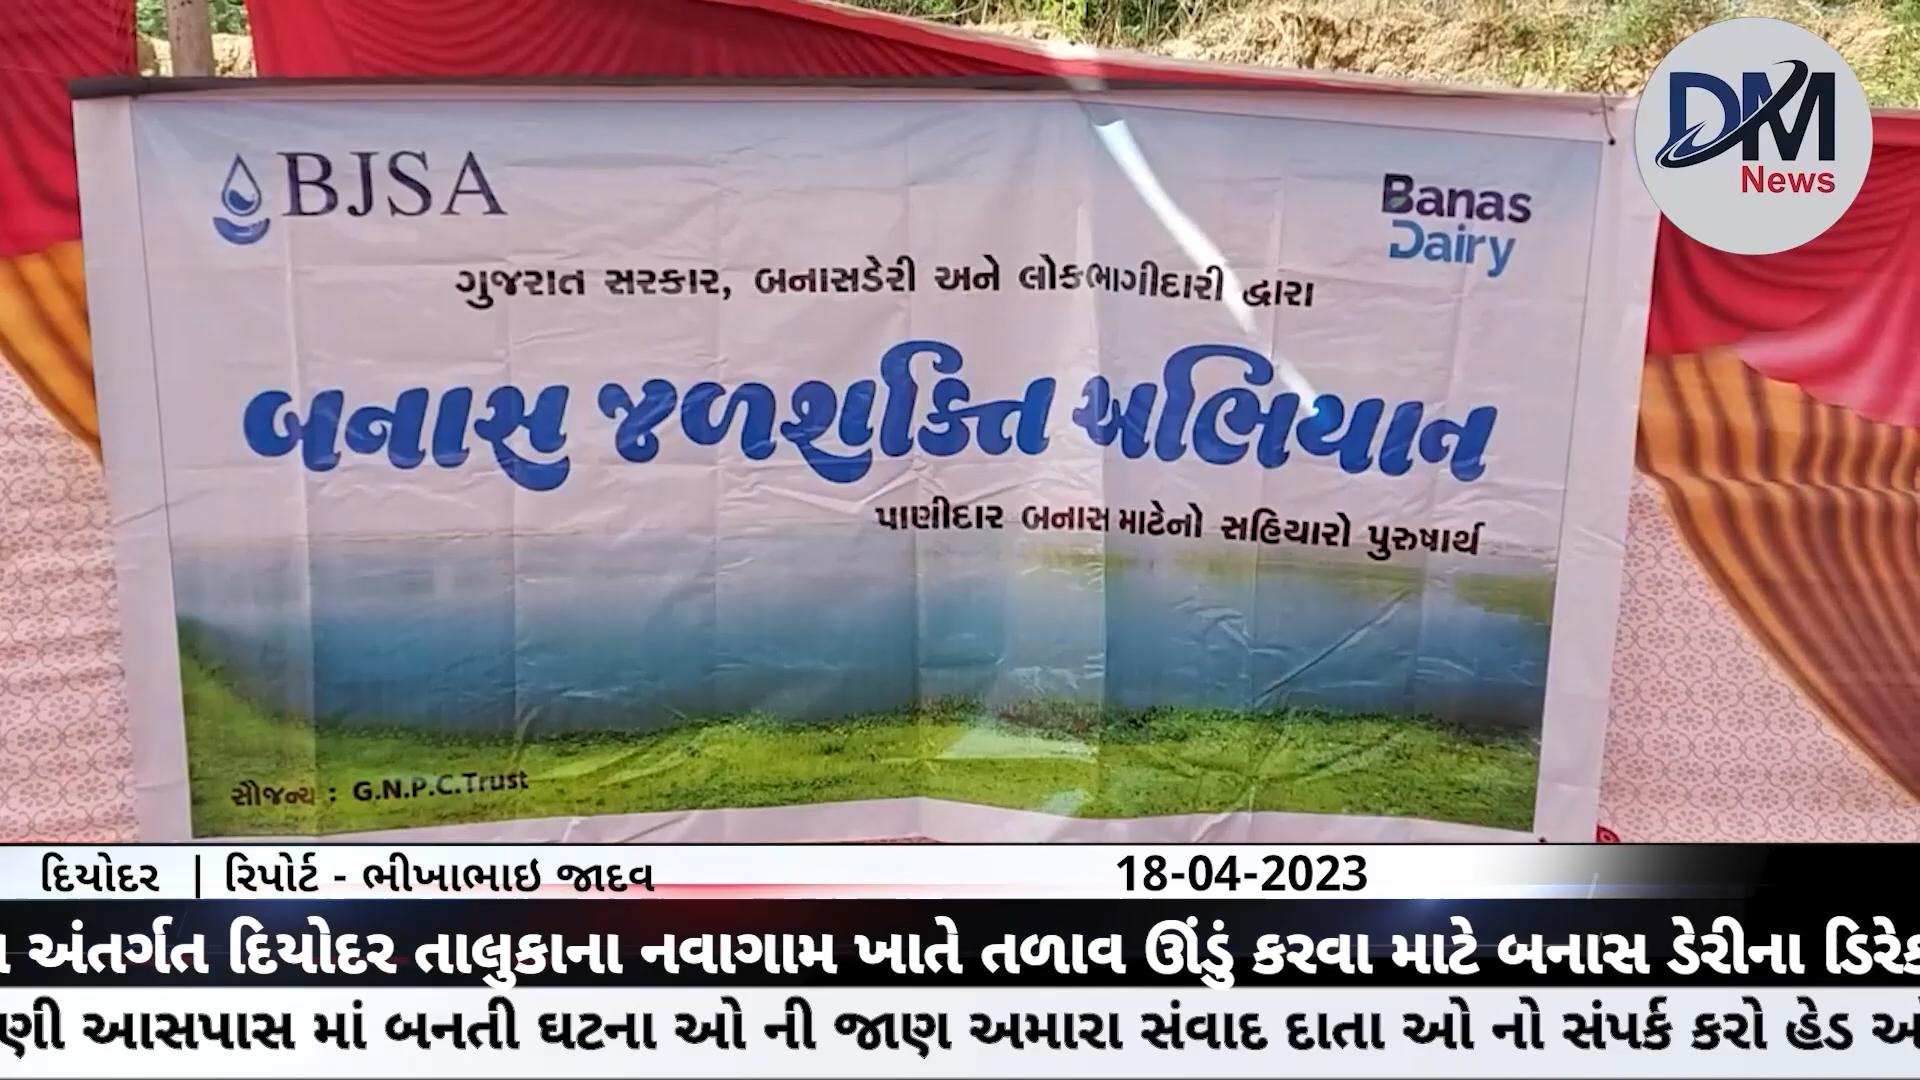 BJSA
DM
News
Banas
Dairy
ગુજરાત સરકાર, બનાસડેરી અને લોકભાગીદારી દ્વારા
બનાસ જળશક્તિ અભિયાન
પાણીદાર બનાસ માટેનો સહિયારો પુરુષાર્થ
સૌજન્ય : G.N.P.C.Trust
દિયોદર | રિપોર્ટ - ભીખાભાઇ જાદવ
18-04-2023
અંતર્ગત દિયોદર તાલુકાના નવાગામ ખાતે તળાવ ઊંડું કરવા માટે બનાસ ડેરીના
આસપાસ માં બનતી ઘટના ઓ ની જાણ અમારા સંવાદ દાતા ઓ નો સંપર્ક કરો હેડ